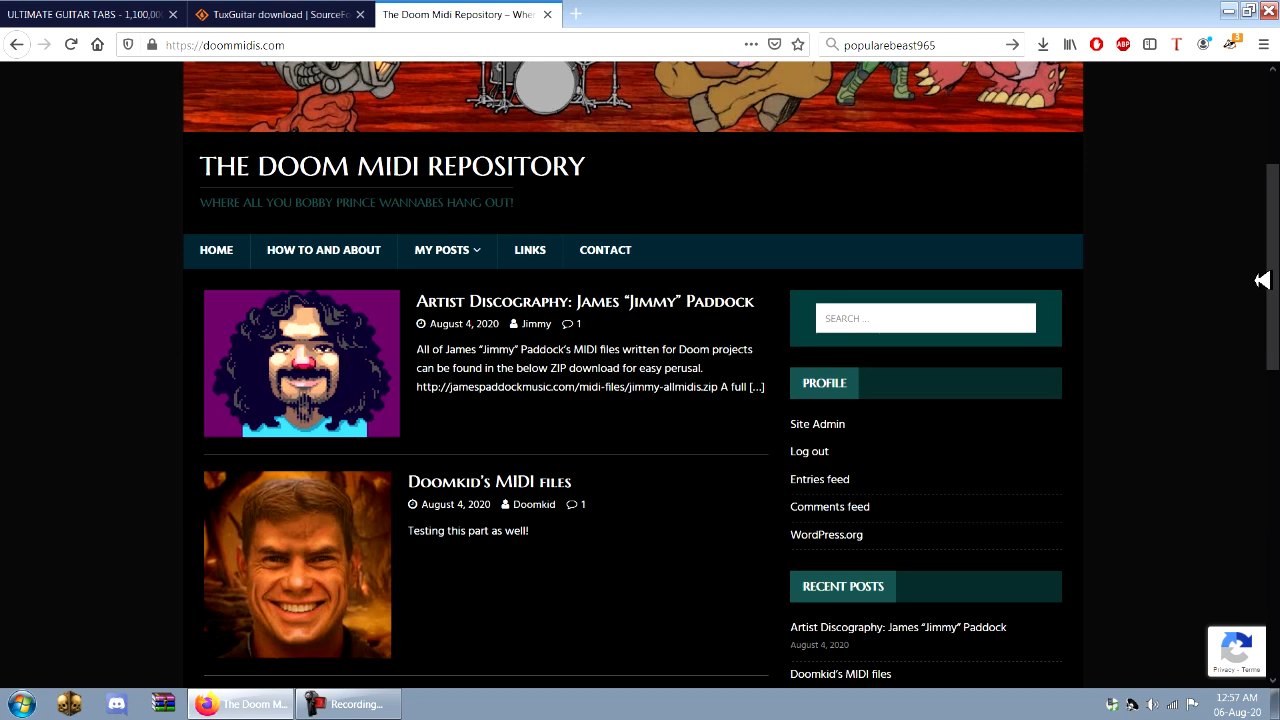 ULTIMATE GUITAR TABS - 1,100,00
TuxGuitar download | SourceFo
The Doom Midi Repository – Wher
https://doommidis.com
popularebeast965
ABP
T
3
THE DOOM MIDI REPOSITORY
WHERE ALL YOU BOBBY PRINCE WANNABES HANG OUT!
HOME
HOW TO AND ABOUT
MY POSTS
LINKS
CONTACT
Artist Discography: James “Jimmy” Paddock
August 4, 2020 Jimmy 1
All of James “Jimmy” Paddock’s MIDI files written for Doom projects
can be found in the below ZIP download for easy perusal.
http://jamespaddockmusic.com/midi-files/jimmy-allmidis.zip A full [...]
Doomkid’s MIDI files
August 4, 2020 Doomkid 1
Testing this part as well!
SEARCH ...
PROFILE
Site Admin
Log out
Entries feed
Comments feed
WordPress.org
RECENT POSTS
Artist Discography: James “Jimmy” Paddock
August 4, 2020
Doomkid’s MIDI files
Privacy - Terms
The Doom M...
Recording...
12:57 AM
06-Aug-20